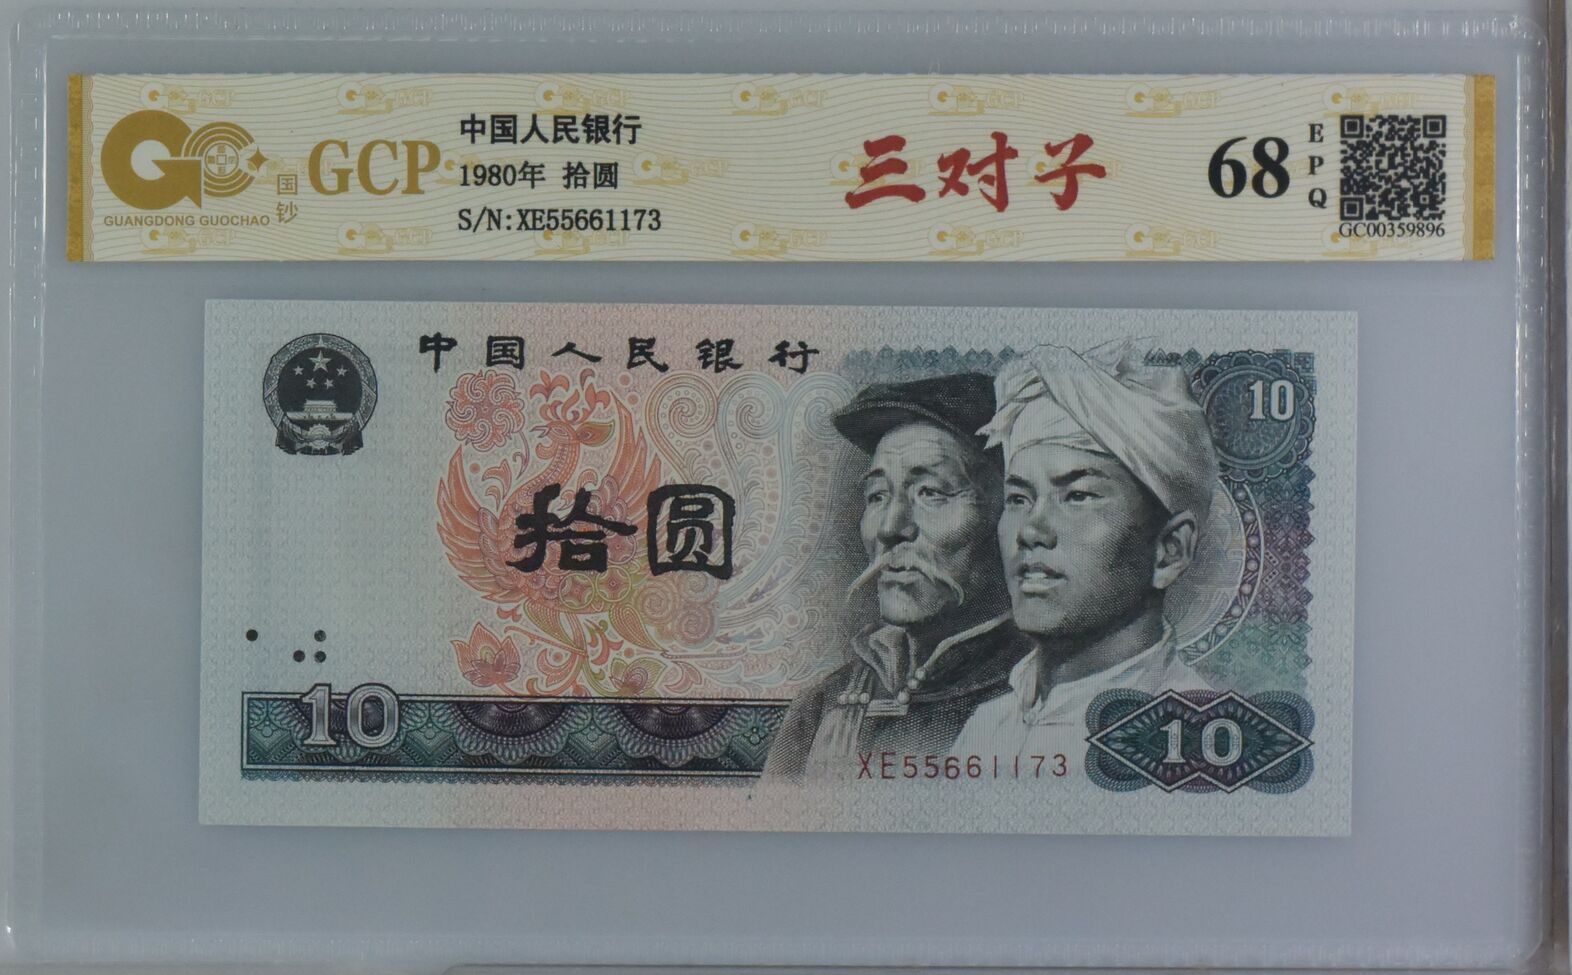 GCP
国钞
GUANGDONG GUOCHAO
中国人民银行
1980年 拾圆
S/N:XE55661173
三对子
68
EPQ
GC00359896
中国人民银行
10
拾圆
10
XE55661173
10